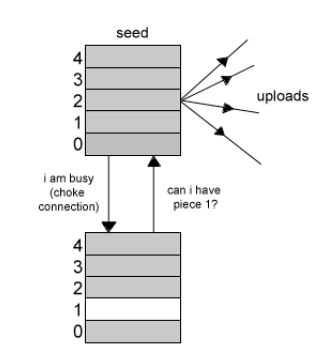 seed
4
3
2
1
0
uploads
i am busy
(choke
connection)
can i have
piece 1?
4
3
2
1
0